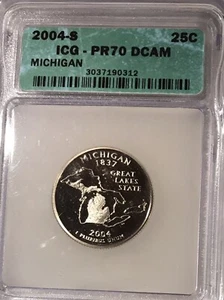 2004-S 25C
ICG - PR70 DCAM
MICHIGAN
3037190312
MICHIGAN
1837
GREAT
LAKES
STATE
2004
E PLURIBUS UNUM